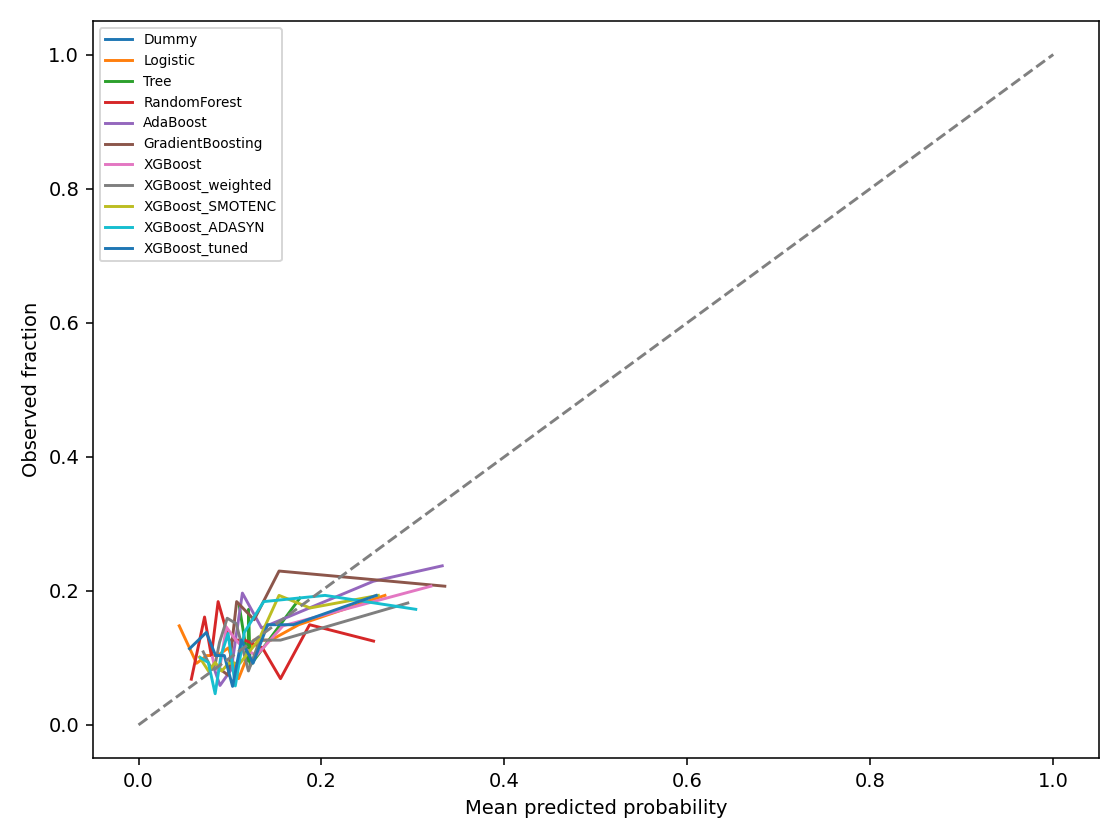 Dummy
Logistic
Tree
RandomForest
AdaBoost
GradientBoosting
XGBoost
XGBoost_weighted
XGBoost_SMOTENC
XGBoost_ADASYN
XGBoost_tuned
1.0
0.8
0.6
0.4
0.2
0.0
Observed fraction
0.0 0.2 0.4 0.6 0.8 1.0
Mean predicted probability